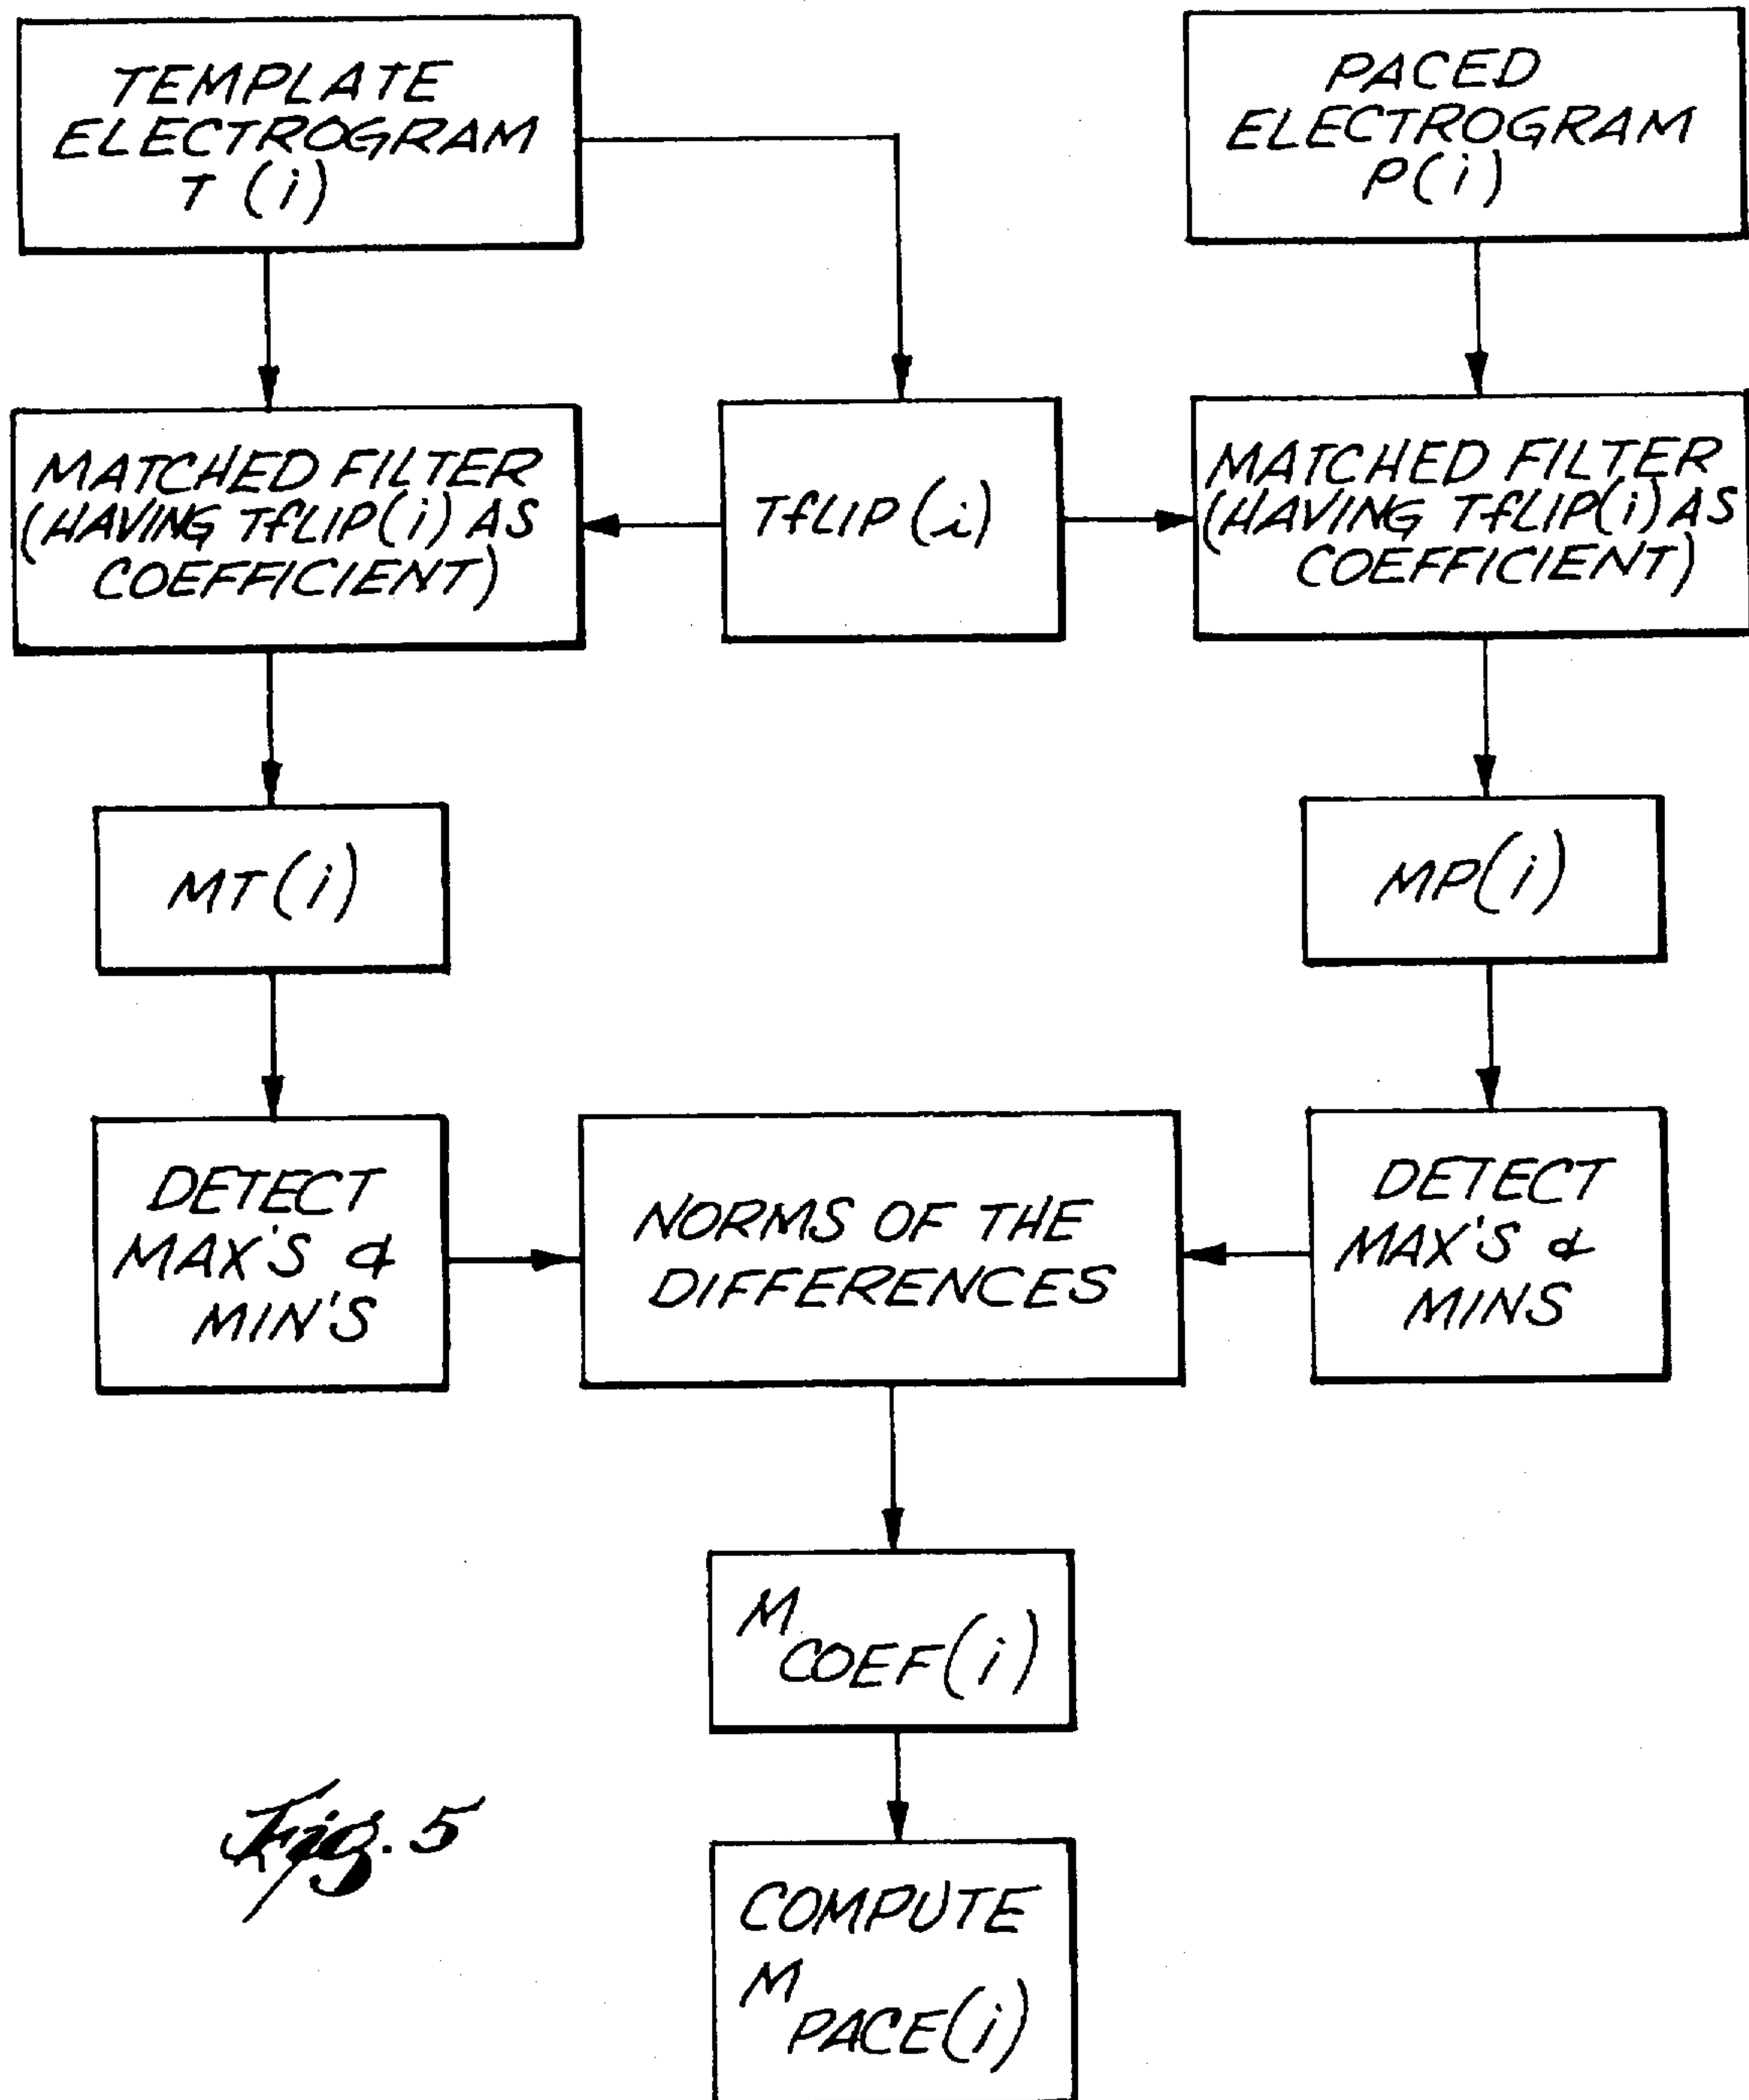 TEMPLATE
ELECTROGRAM
T (i)
PACED
ELECTROGRAM
P(i)
MATCHED FILTER
(HAVING TfLIP(i) AS
COEFFICIENT)
TfLIP(i)
MATCHED FILTER
(HAVING TfLIP(i) AS
COEFFICIENT)
MT(i)
MP(i)
DETECT
MAX'S &
MIN'S
NORMS OF THE
DIFFERENCES
DETECT
MAX'S &
MINS
M
COEF(i)
COMPUTE
M
PACE(i)
Fig. 5